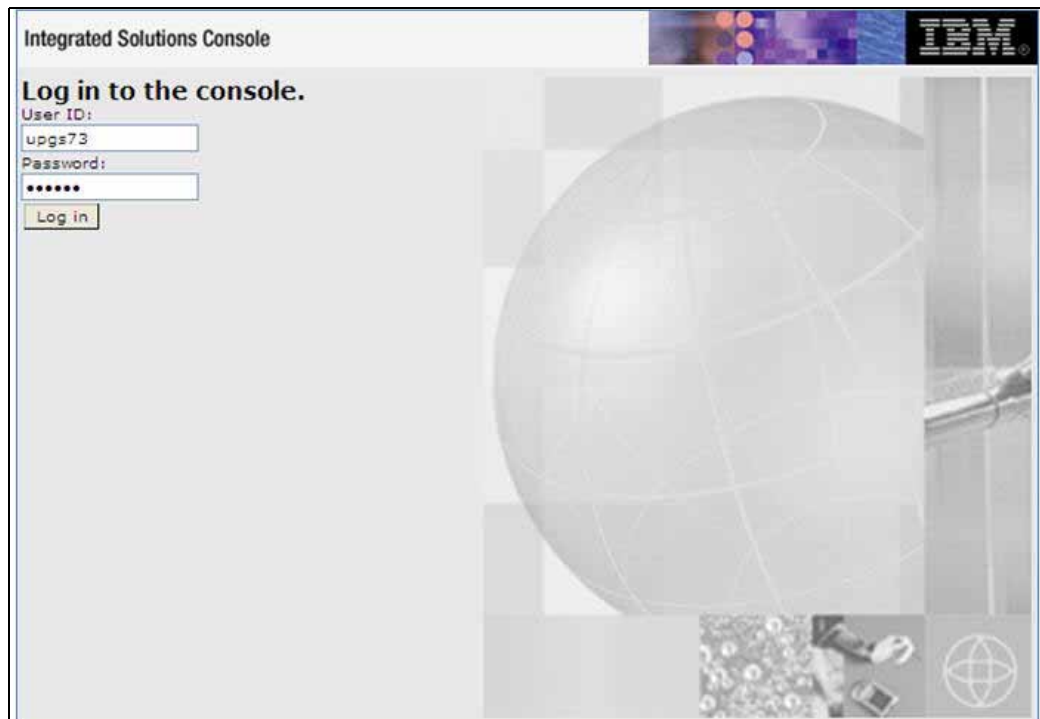 Integrated Solutions Console
IBM®
Log in to the console.
User ID:
upgs73
Password:
••••••
Log in